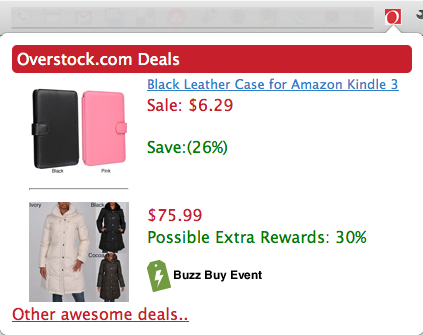 Overstock.com Deals
Black Leather Case for Amazon Kindle 3
Sale: $6.29
Save:(26%)
Black
Pink
Ivory
Black
Cocoa
$75.99
Possible Extra Rewards: 30%
Buzz Buy Event
Other awesome deals..